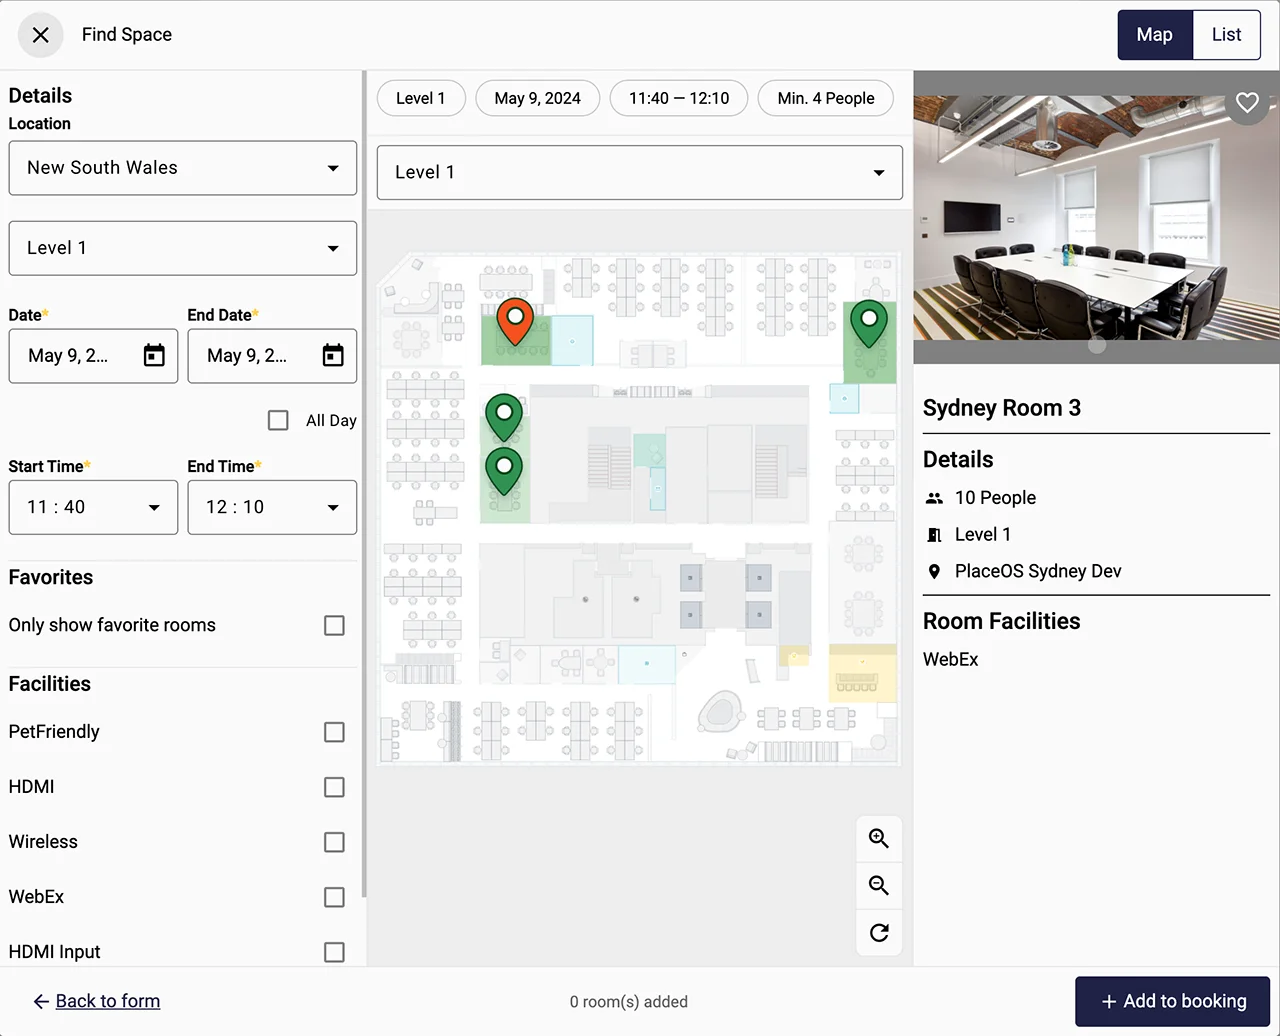 Find Space
Map
List
Details
Location
New South Wales
Level 1
Date*
End Date*
May 9, 2...
May 9, 2...
All Day
Start Time*
End Time*
11 : 40
12 : 10
Favorites
Only show favorite rooms
Facilities
PetFriendly
HDMI
Wireless
WebEx
HDMI Input
Level 1
May 9, 2024
11:40 — 12:10
Min. 4 People
Level 1
Sydney Room 3
Details
10 People
Level 1
PlaceOS Sydney Dev
Room Facilities
WebEx
Back to form
0 room(s) added
+ Add to booking